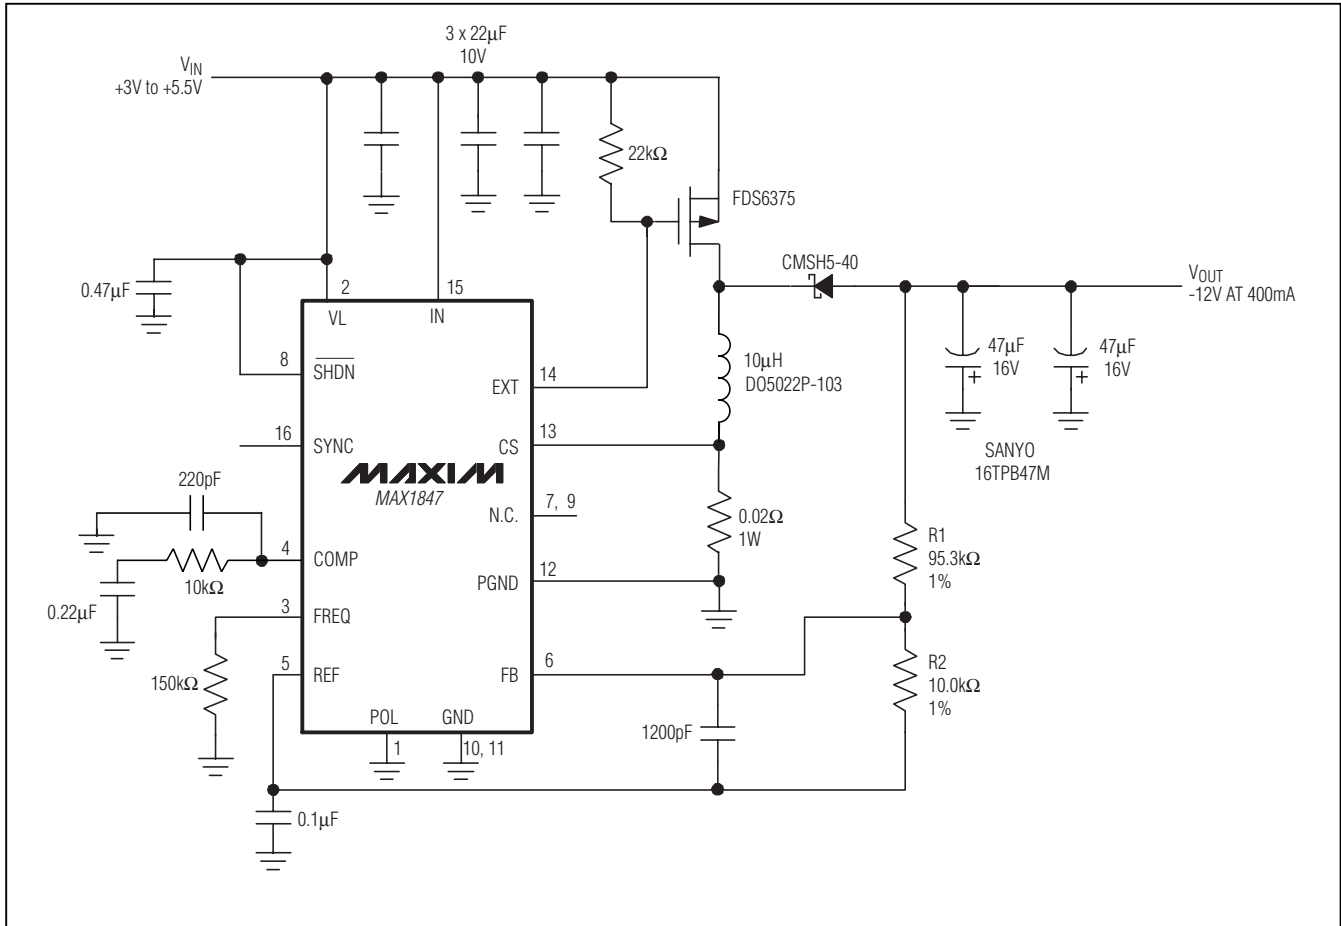 3 x 22µF
10V
VIN
+3V to +5.5V
22kΩ
FDS6375
CMSH5-40
VOUT
-12V AT 400mA
0.47µF
2
15
VL
IN
47µF
16V
47µF
16V
10µH
DO5022P-103
8
SHDN
14
EXT
16
SYNC
13
CS
SANYO
16TPB47M
MAXIM
MAX1847
220pF
7, 9
N.C.
0.02Ω
1W
R1
95.3kΩ
1%
4
COMP
10kΩ
12
PGND
0.22µF
3
FREQ
5
REF
6
FB
R2
10.0kΩ
1%
150kΩ
POL
GND
1
10, 11
1200pF
0.1µF